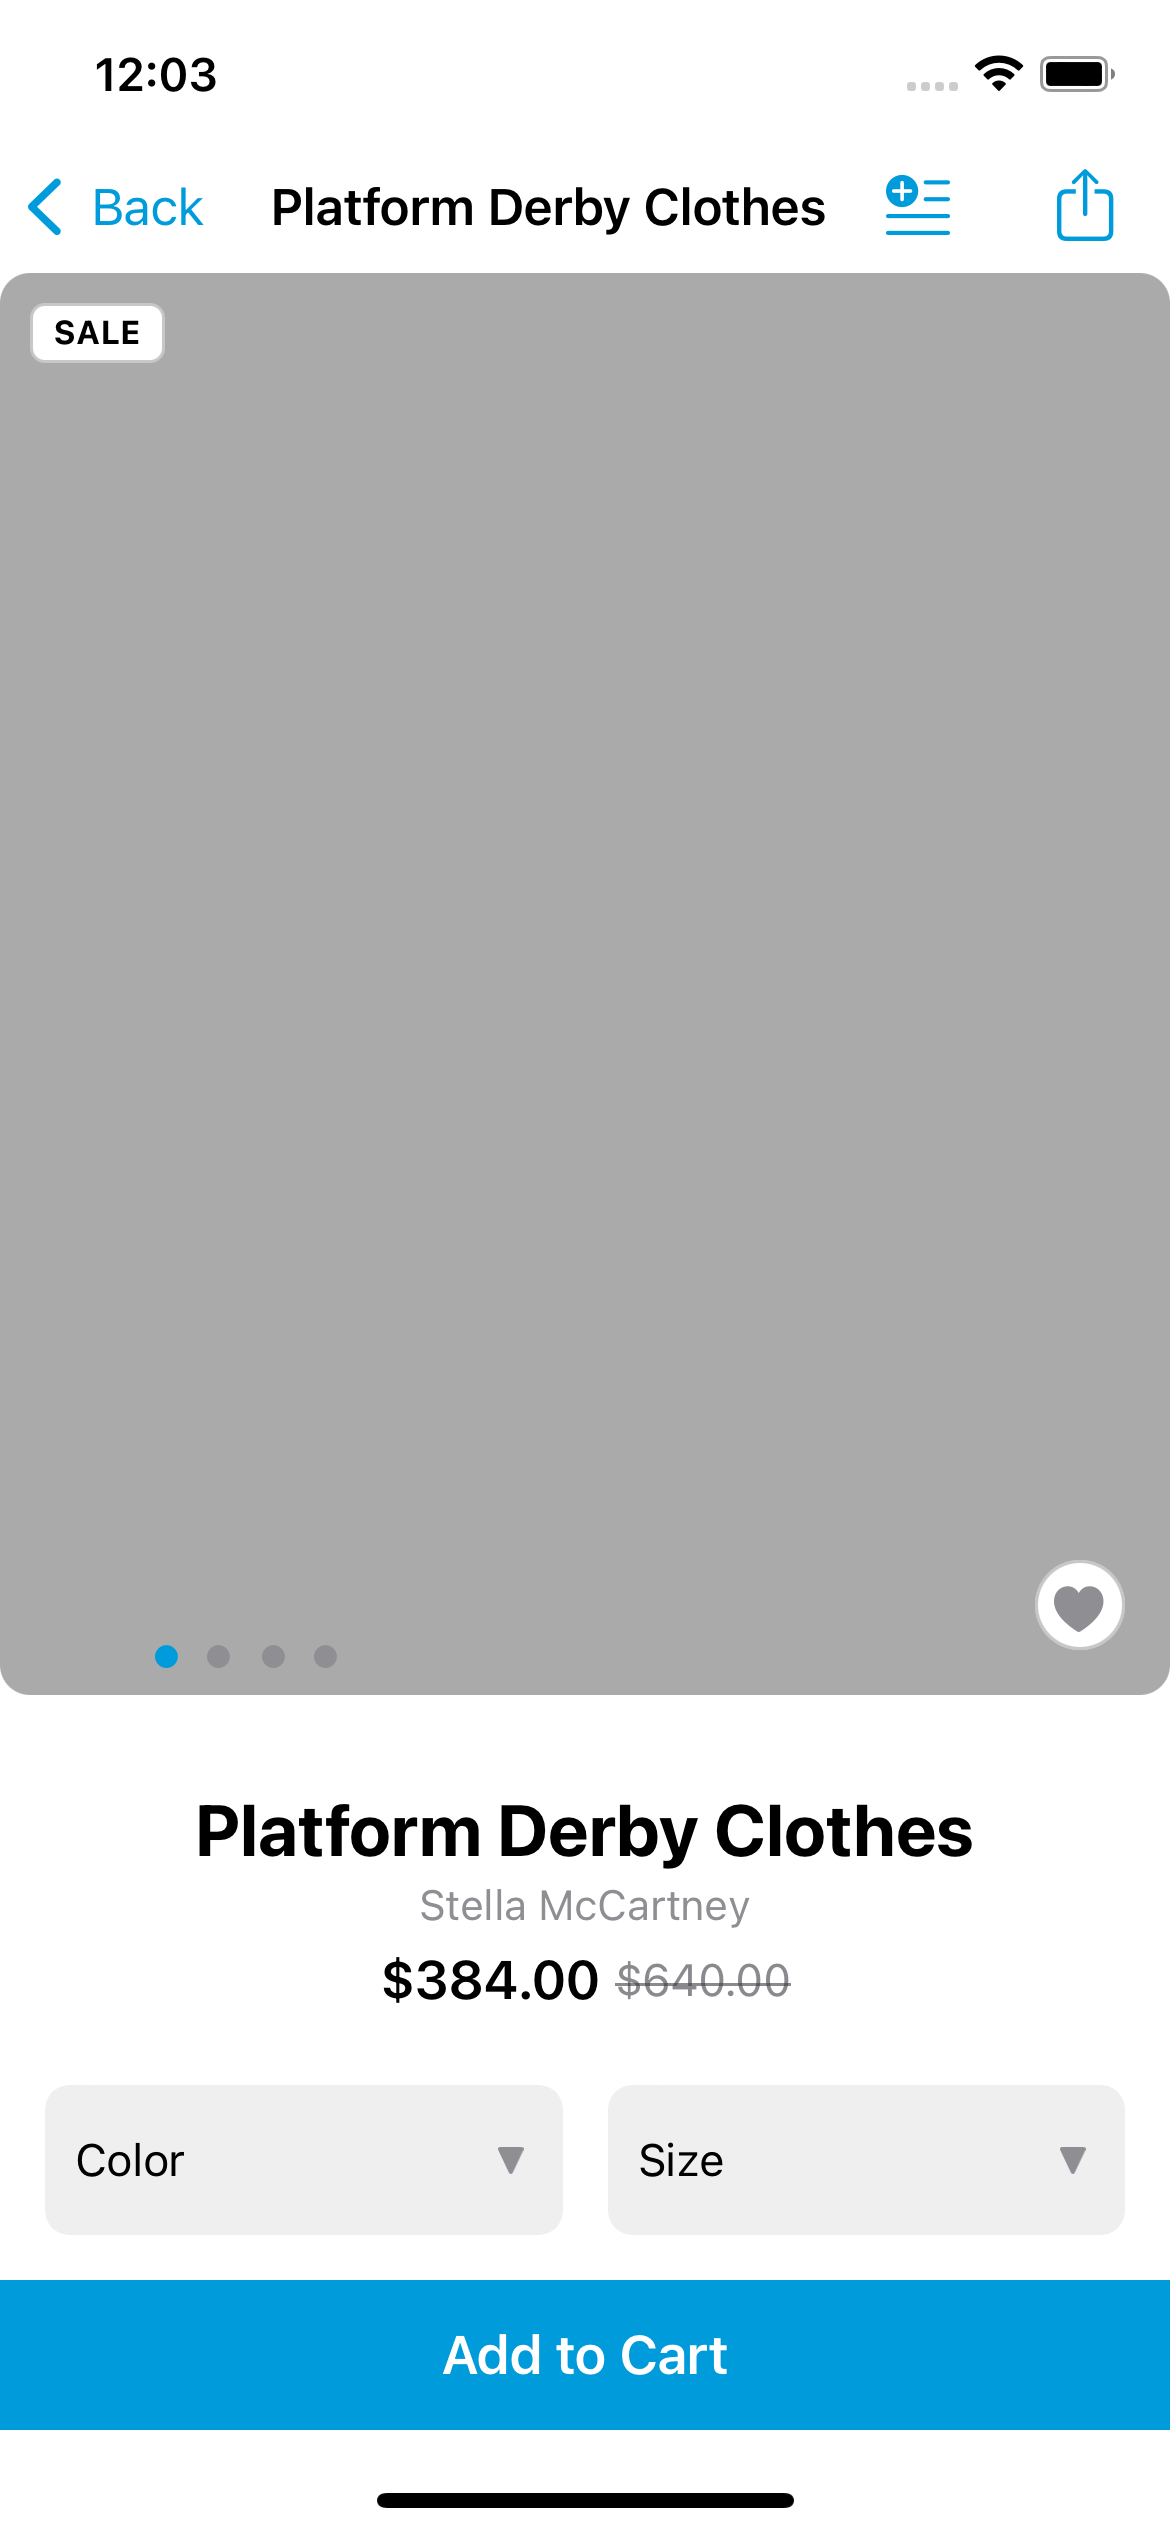 12:03
Back Platform Derby Clothes
SALE
Platform Derby Clothes
Stella McCartney
$384.00 $640.00
Color Size
Add to Cart